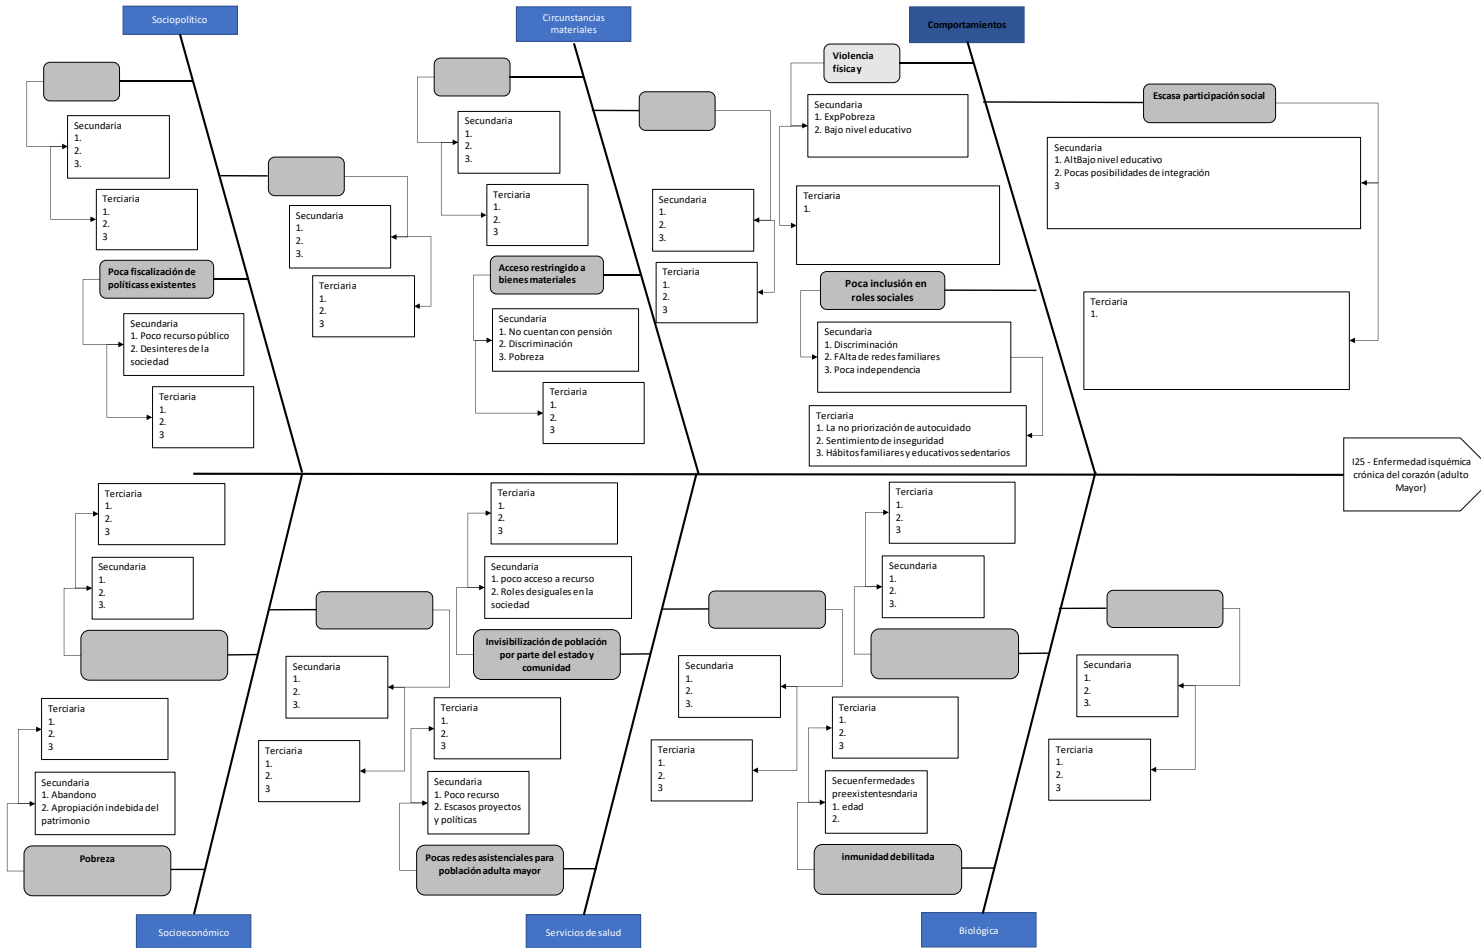 Sociopolítico
Secundaria
1.
2.
3.
Terciaria
1.
2.
3
Secundaria
1.
2.
3.
Terciaria
1.
2.
3
Poca fiscalización de
políticass existentes
Secundaria
1. Poco recurso público
2. Desinteres de la
sociedad
Terciaria
1.
2.
3
Circunstancias
materiales
Secundaria
1.
2.
3.
Terciaria
1.
2.
3
Secundaria
1.
2.
3.
Terciaria
1.
2.
3
Acceso restringido a
bienes materiales
Secundaria
1. No cuentan con pensión
2. Discriminación
3. Pobreza
Terciaria
1.
2.
3
Comportamientos
Violencia
física y
Secundaria
1. ExpPobreza
2. Bajo nivel educativo
Terciaria
1.
Escasa participación social
Secundaria
1. AltBajo nivel educativo
2. Pocas posibilidades de integración
3
Terciaria
1.
Poca inclusión en
roles sociales
Secundaria
1. Discriminación
2. FAlta de redes familiares
3. Poca independencia
Terciaria
1. La no priorización de autocuidado
2. Sentimiento de inseguridad
3. Hábitos familiares y educativos sedentarios
I25 - Enfermedad isquémica
crónica del corazón (adulto
Mayor)
Terciaria
1.
2.
3
Secundaria
1.
2.
3.
Secundaria
1.
2.
3.
Terciaria
1.
2.
3
Terciaria
1.
2.
3
Secundaria
1. Abandono
2. Apropiación indebida del
patrimonio
Pobreza
Socioeconómico
Terciaria
1.
2.
3
Secundaria
1. poco acceso a recurso
2. Roles desiguales en la
sociedad
Invisibilización de población
por parte del estado y
comunidad
Secundaria
1.
2.
3.
Terciaria
1.
2.
3
Terciaria
1.
2.
3
Secundaria
1. Poco recurso
2. Escasos proyectos
y políticas
Pocas redes asistenciales para
población adulta mayor
Servicios de salud
Terciaria
1.
2.
3
Secundaria
1.
2.
3.
Secundaria
1.
2.
3.
Terciaria
1.
2.
3
Terciaria
1.
2.
3
Secuenfermedades
preexistentesndaria
1. edad
2.
inmunidad debilitada
Biológica